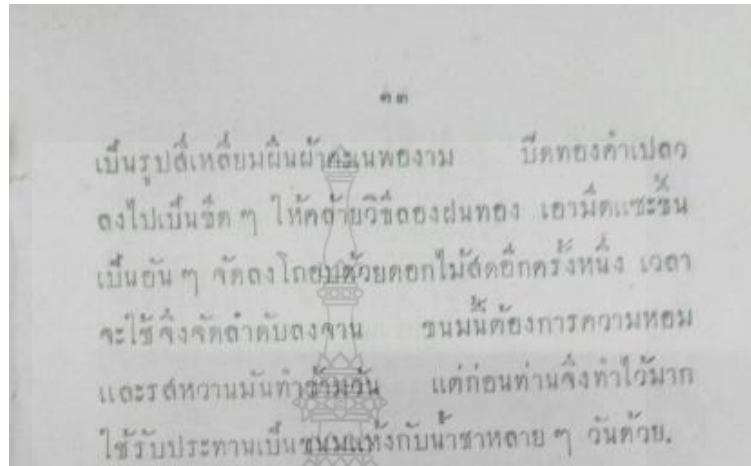 ๑๓
เป็นรูปสี่เหลี่ยมผืนผ้าคะเนพองาม ปิดทองคำเปลว
ลงไปเป็นขีด ๆ ให้คล้ายวิธีลองฝนทอง เอามีดแซะขึ้น
เป็นอัน ๆ จัดลงโถอบด้วยดอกไม้สดอีกครั้งหนึ่ง เวลา
จะใช้จึงจัดลำดับลงจาน ขนมนี้ต้องการความหอม
และรสหวานมันทำข้ามวัน แต่ก่อนท่านจึงทำไว้มาก
ใช้รับประทานเป็นขนมแห้งกับน้ำชาหลาย ๆ วันด้วย.